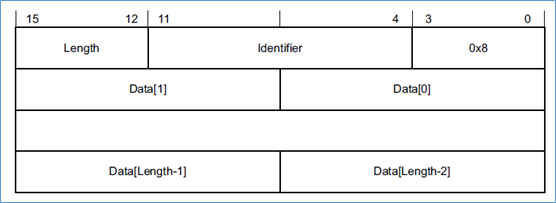 15 12 11 4 3 0
Length Identifier 0x8
Data[1] Data[0]
Data[Length-1] Data[Length-2]